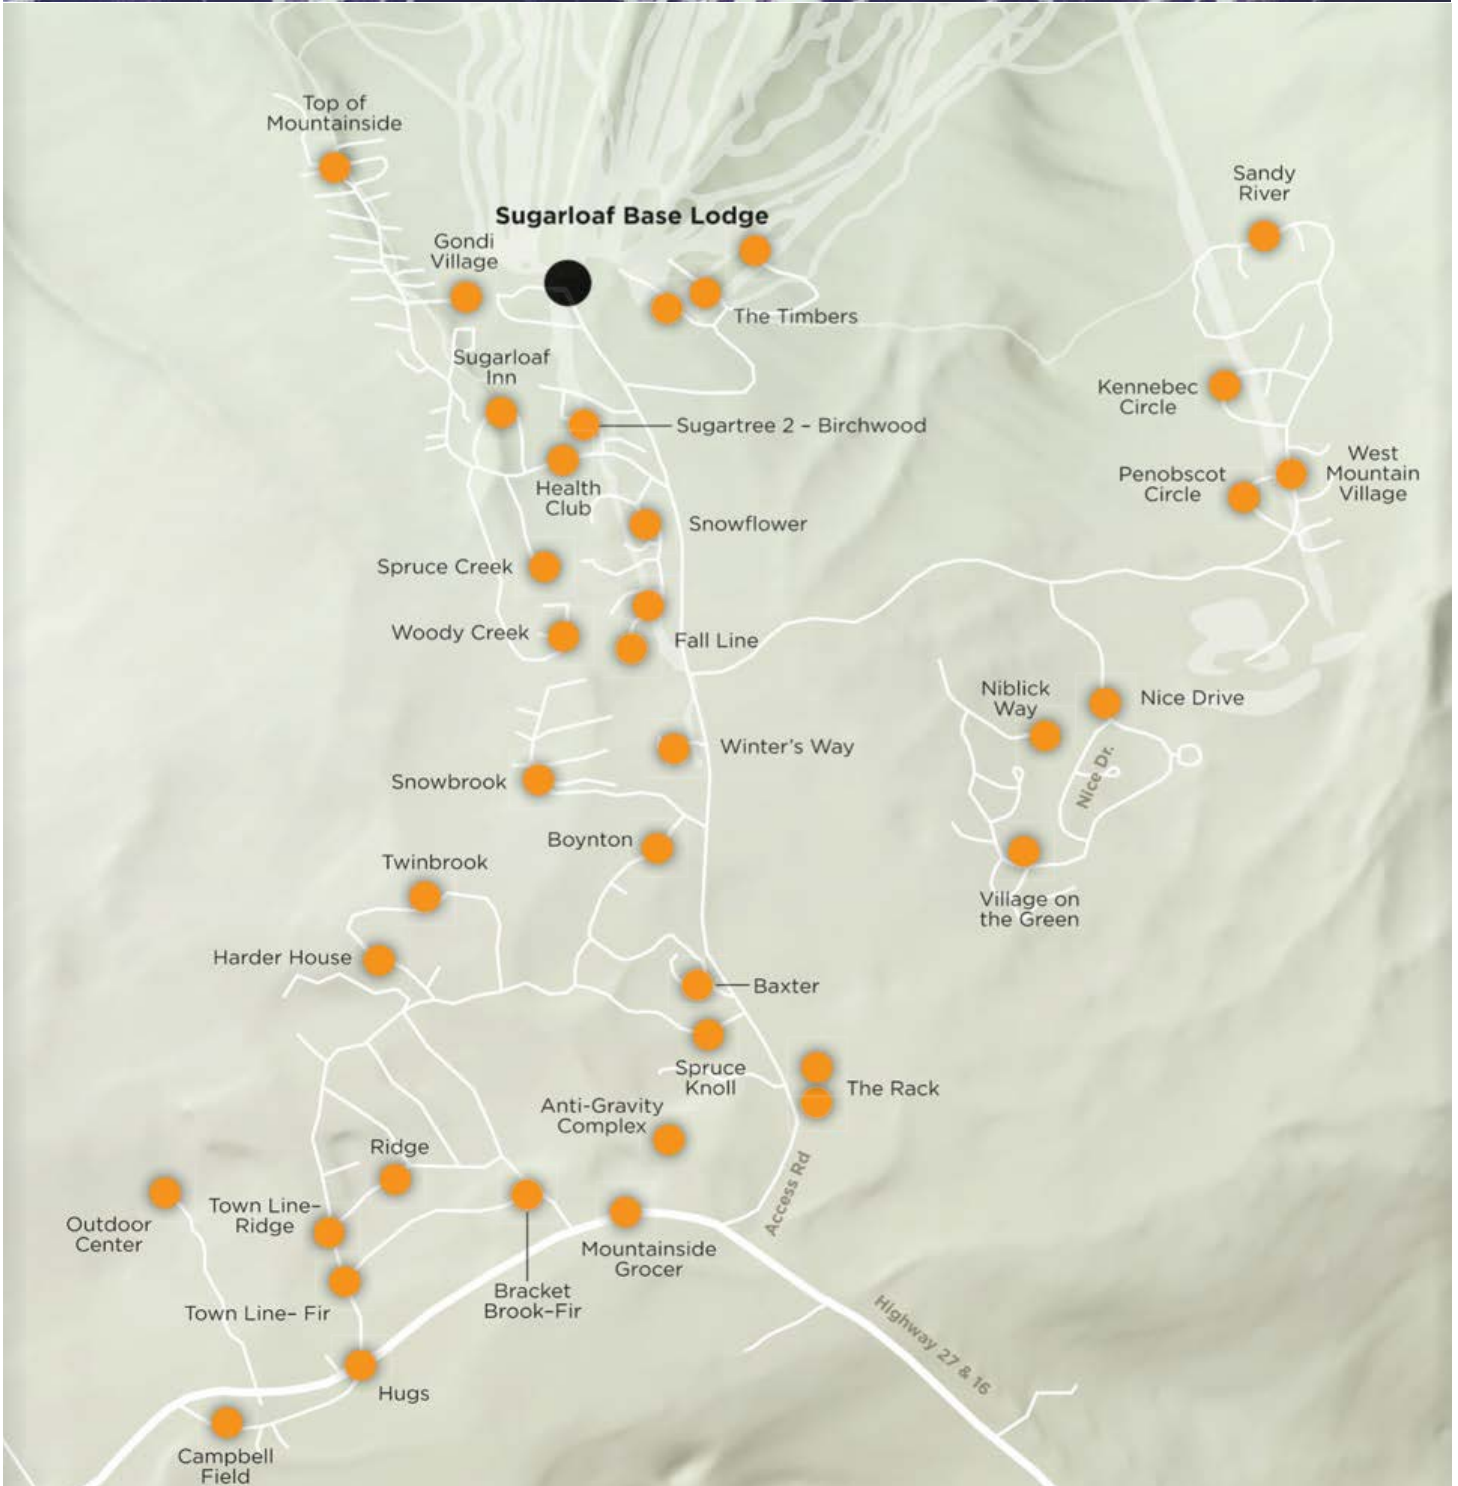 Top of
Mountainside
Sandy
River
Sugarloaf Base Lodge
Gondi
Village
The Timbers
Sugarloaf
Inn
Kennebec
Circle
Sugartree 2 – Birchwood
West
Mountain
Village
Penobscot
Circle
Health
Club
Snowflower
Spruce Creek
Woody Creek
Fall Line
Niblick
Way
Nice Drive
Winter's Way
Nice Dr.
Snowbrook
Boynton
Twinbrook
Village on
the Green
Harder House
Baxter
Spruce
Knoll
The Rack
Anti-Gravity
Complex
Ridge
Access Rd
Town Line–
Ridge
Outdoor
Center
Mountainside
Grocer
Bracket
Brook–Fir
Town Line– Fir
Highway 27 & 16
Hugs
Campbell
Field